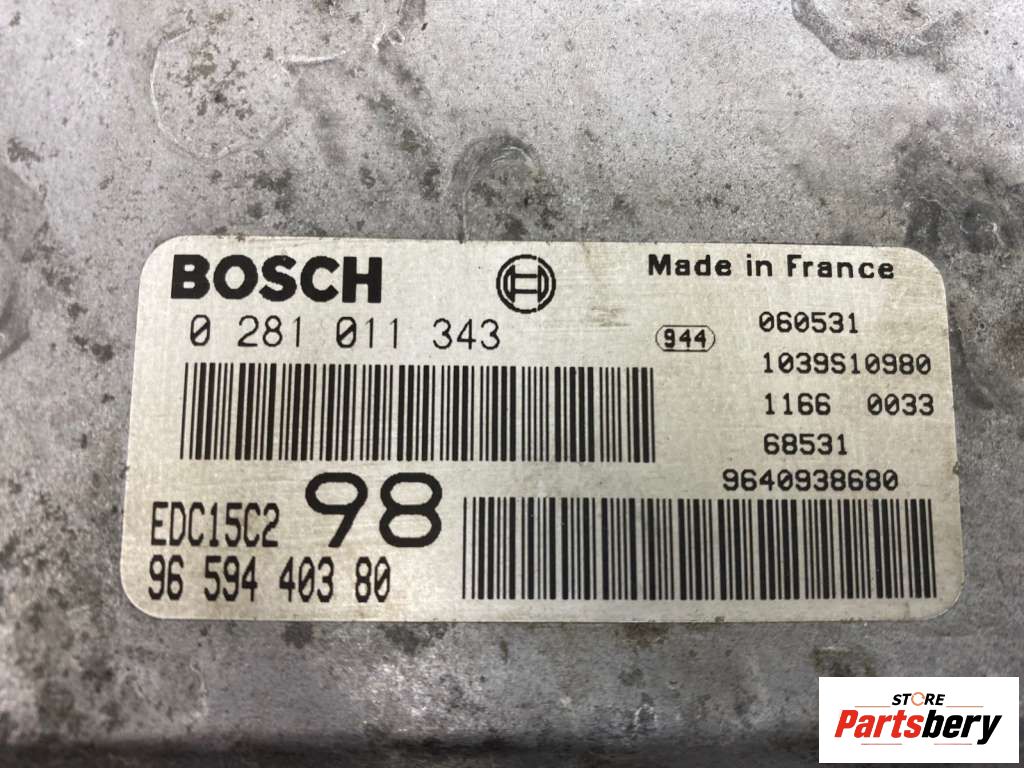 BOSCH
Made in France
0 281 011 343
944
060531
1039S10980
1166 0033
68531
9640938680
EDC15C2 98
96 594 403 80
STORE
Partsbery